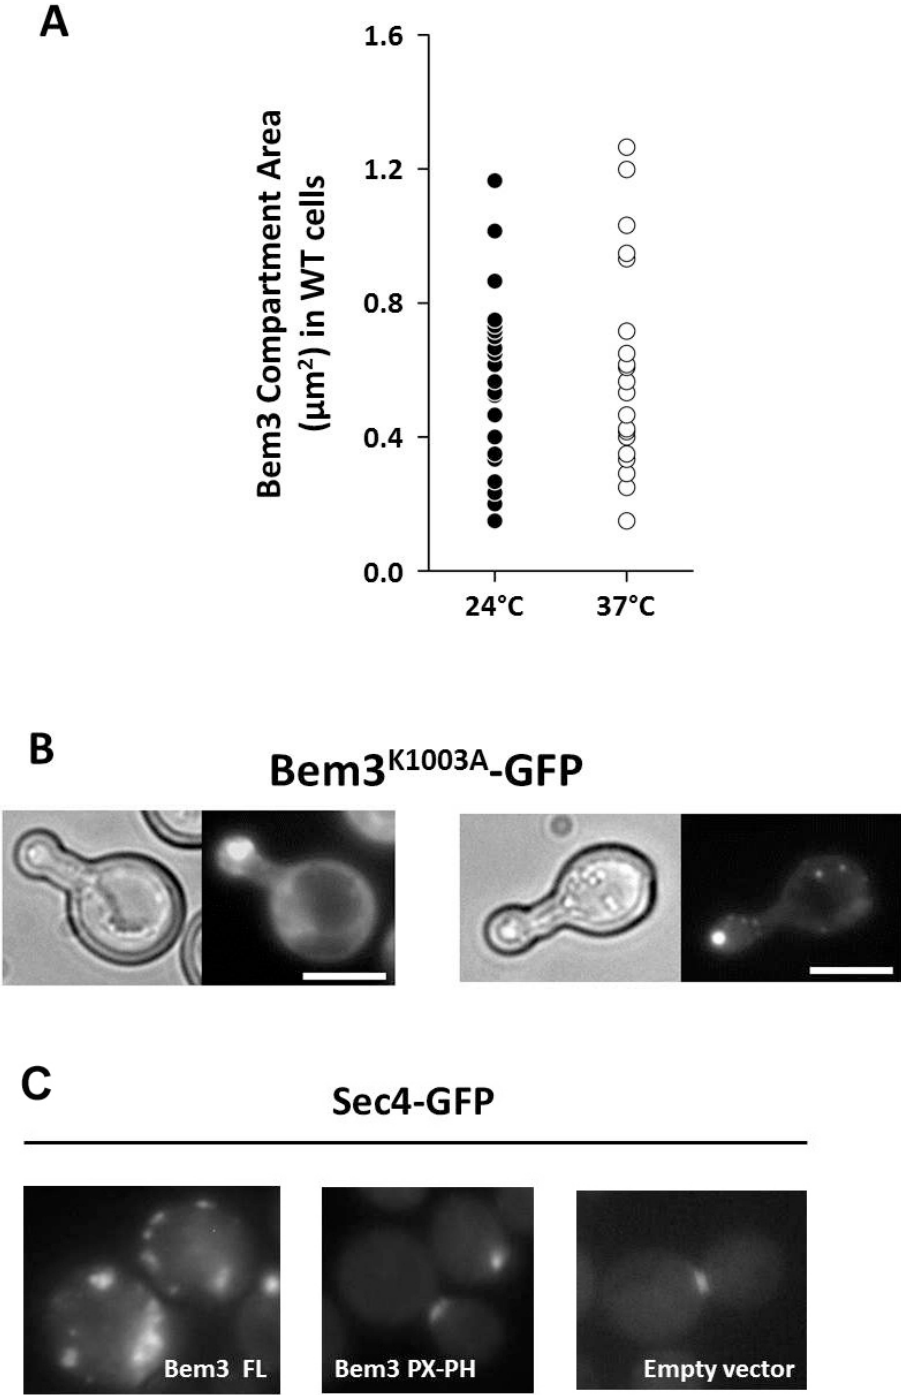 A
Bem3 Compartment Area
(µm²) in WT cells
1.6
1.2
0.8
0.4
0.0
24°C 37°C
B
Bem3ᴷ¹⁰⁰³ᴬ-GFP
C
Sec4-GFP
Bem3 FL
Bem3 PX-PH
Empty vector